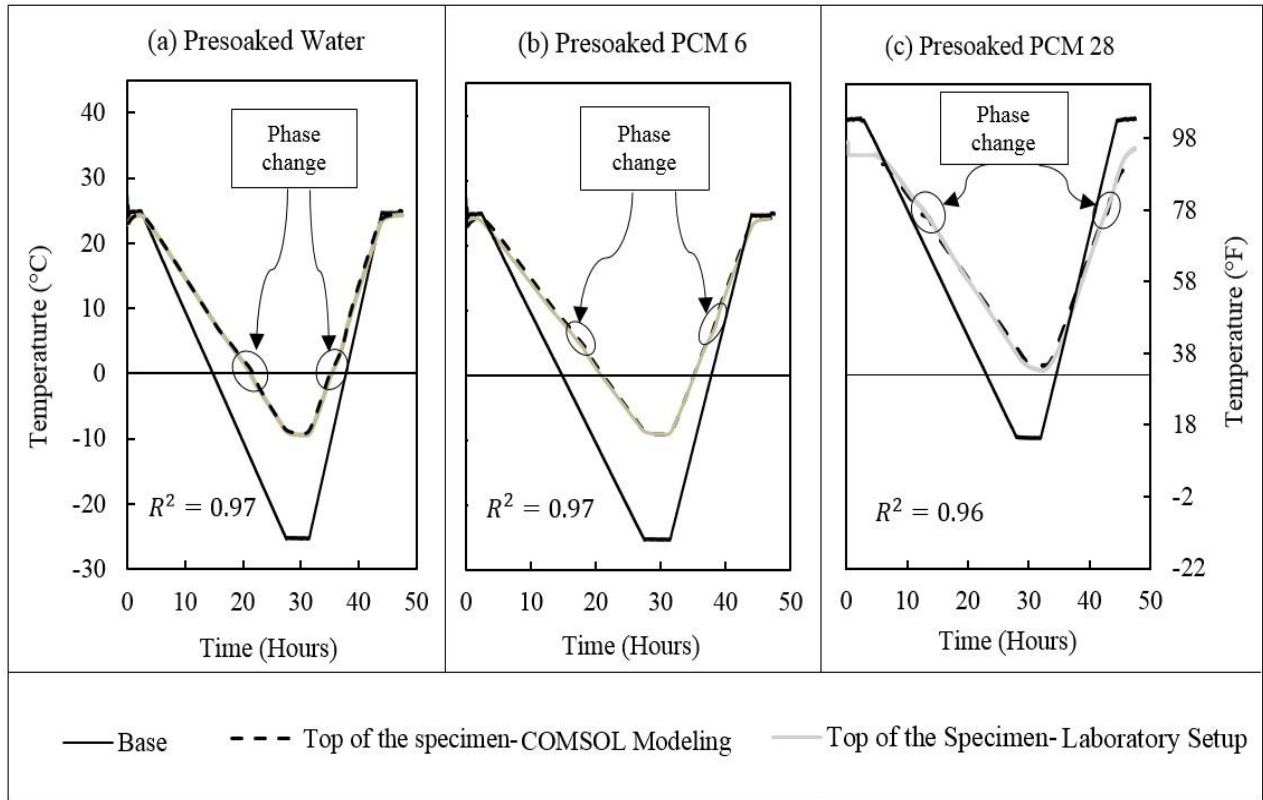 (a) Presoaked Water
(b) Presoaked PCM 6
(c) Presoaked PCM 28
Temperaturte (°C)
40
30
20
10
0
-10
-20
-30
Phase
change
Phase
change
Phase
change
R² = 0.97
R² = 0.97
R² = 0.96
98
78
58
38
18
-2
-22
Temperature (°F)
0 10 20 30 40 50
0 10 20 30 40 50
0 10 20 30 40 50
Time (Hours)
Time (Hours)
Time (Hours)
Base
Top of the specimen-COMSOL Modeling
Top of the Specimen- Laboratory Setup